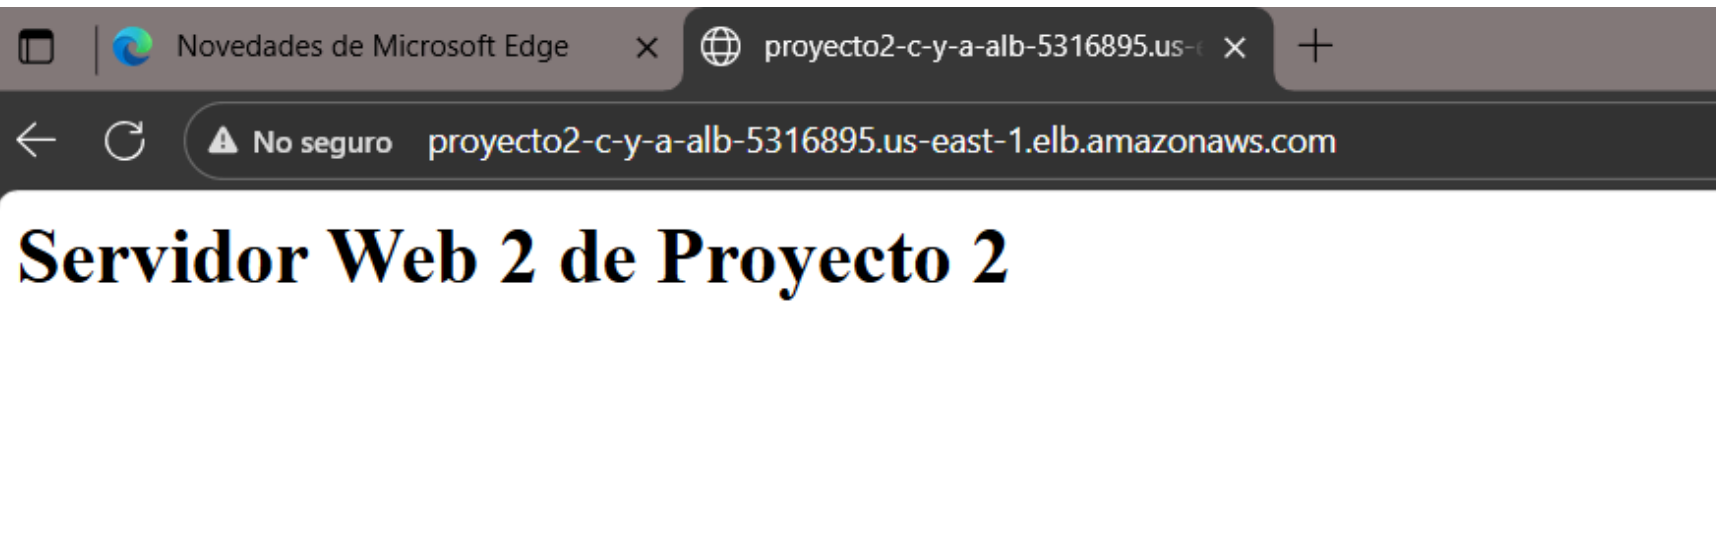 Novedades de Microsoft Edge
proyecto2-c-y-a-alb-5316895.us-
No seguro proyecto2-c-y-a-alb-5316895.us-east-1.elb.amazonaws.com
Servidor Web 2 de Proyecto 2